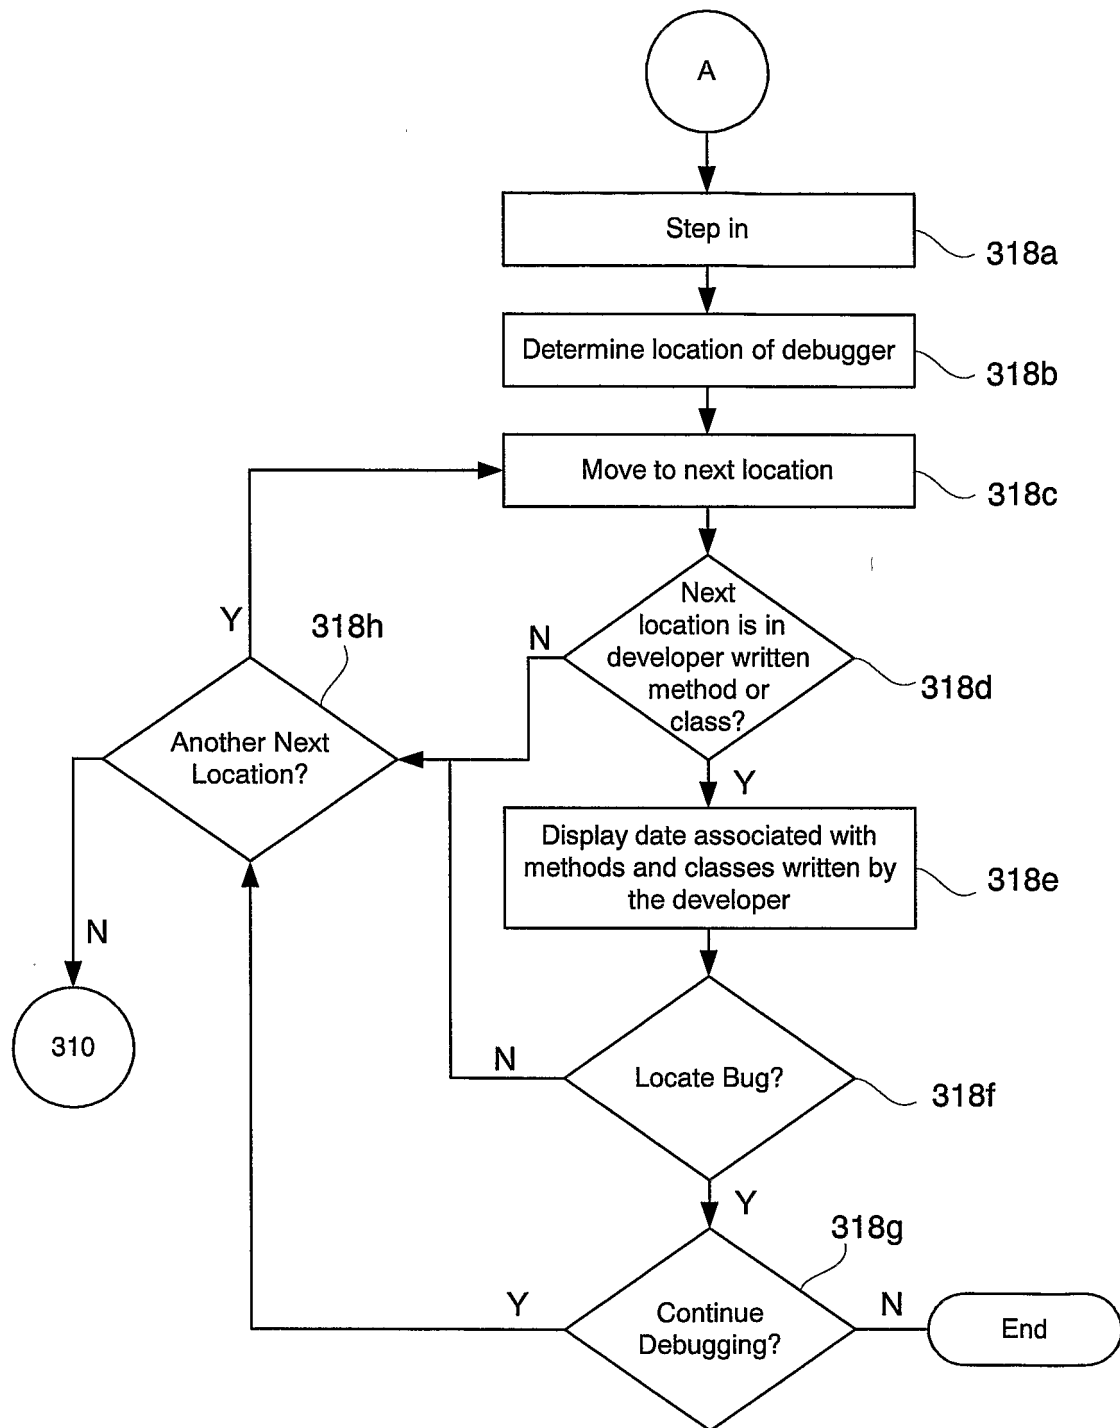 A
Step in
318a
Determine location of debugger
318b
Move to next location
318c
Next
location is in
developer written
method or
class?
318d
N
Y
318h
Y
Another Next
Location?
N
310
Display date associated with
methods and classes written by
the developer
318e
Locate Bug?
318f
N
Y
318g
Continue
Debugging?
Y
N
End